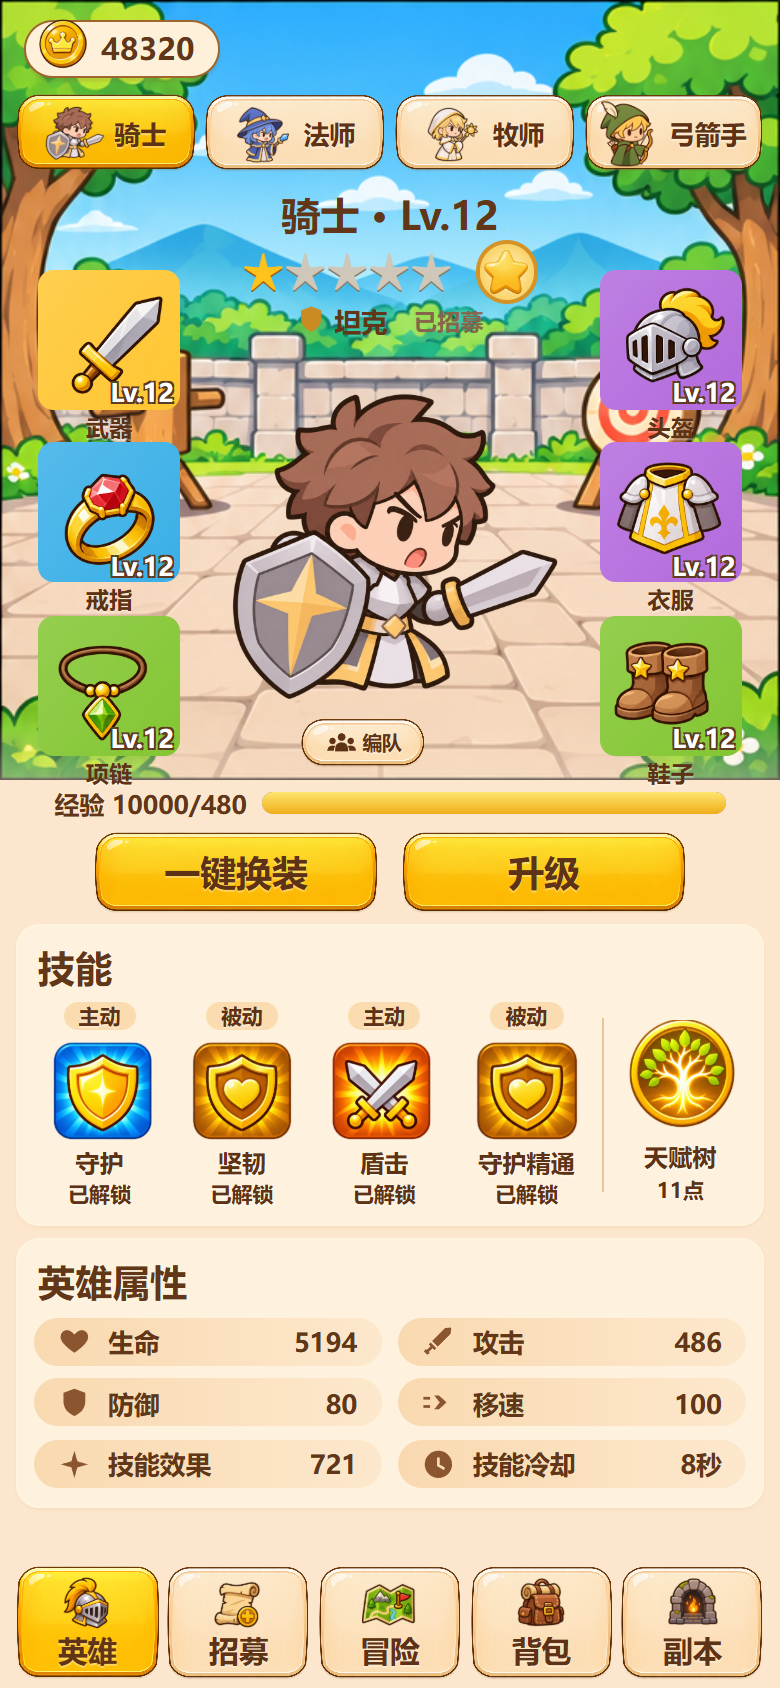 48320
骑士
法师
牧师
弓箭手
骑士・Lv.12
坦克 已招募
Lv.12
武器
Lv.12
头盔
Lv.12
戒指
Lv.12
衣服
Lv.12
项链
Lv.12
鞋子
编队
经验 10000/480
一键换装
升级
技能
主动
被动
主动
被动
守护
坚韧
盾击
守护精通
天赋树
已解锁
已解锁
已解锁
已解锁
11点
英雄属性
生命 5194
攻击 486
防御 80
移速 100
技能效果 721
技能冷却 8秒
英雄
招募
冒险
背包
副本